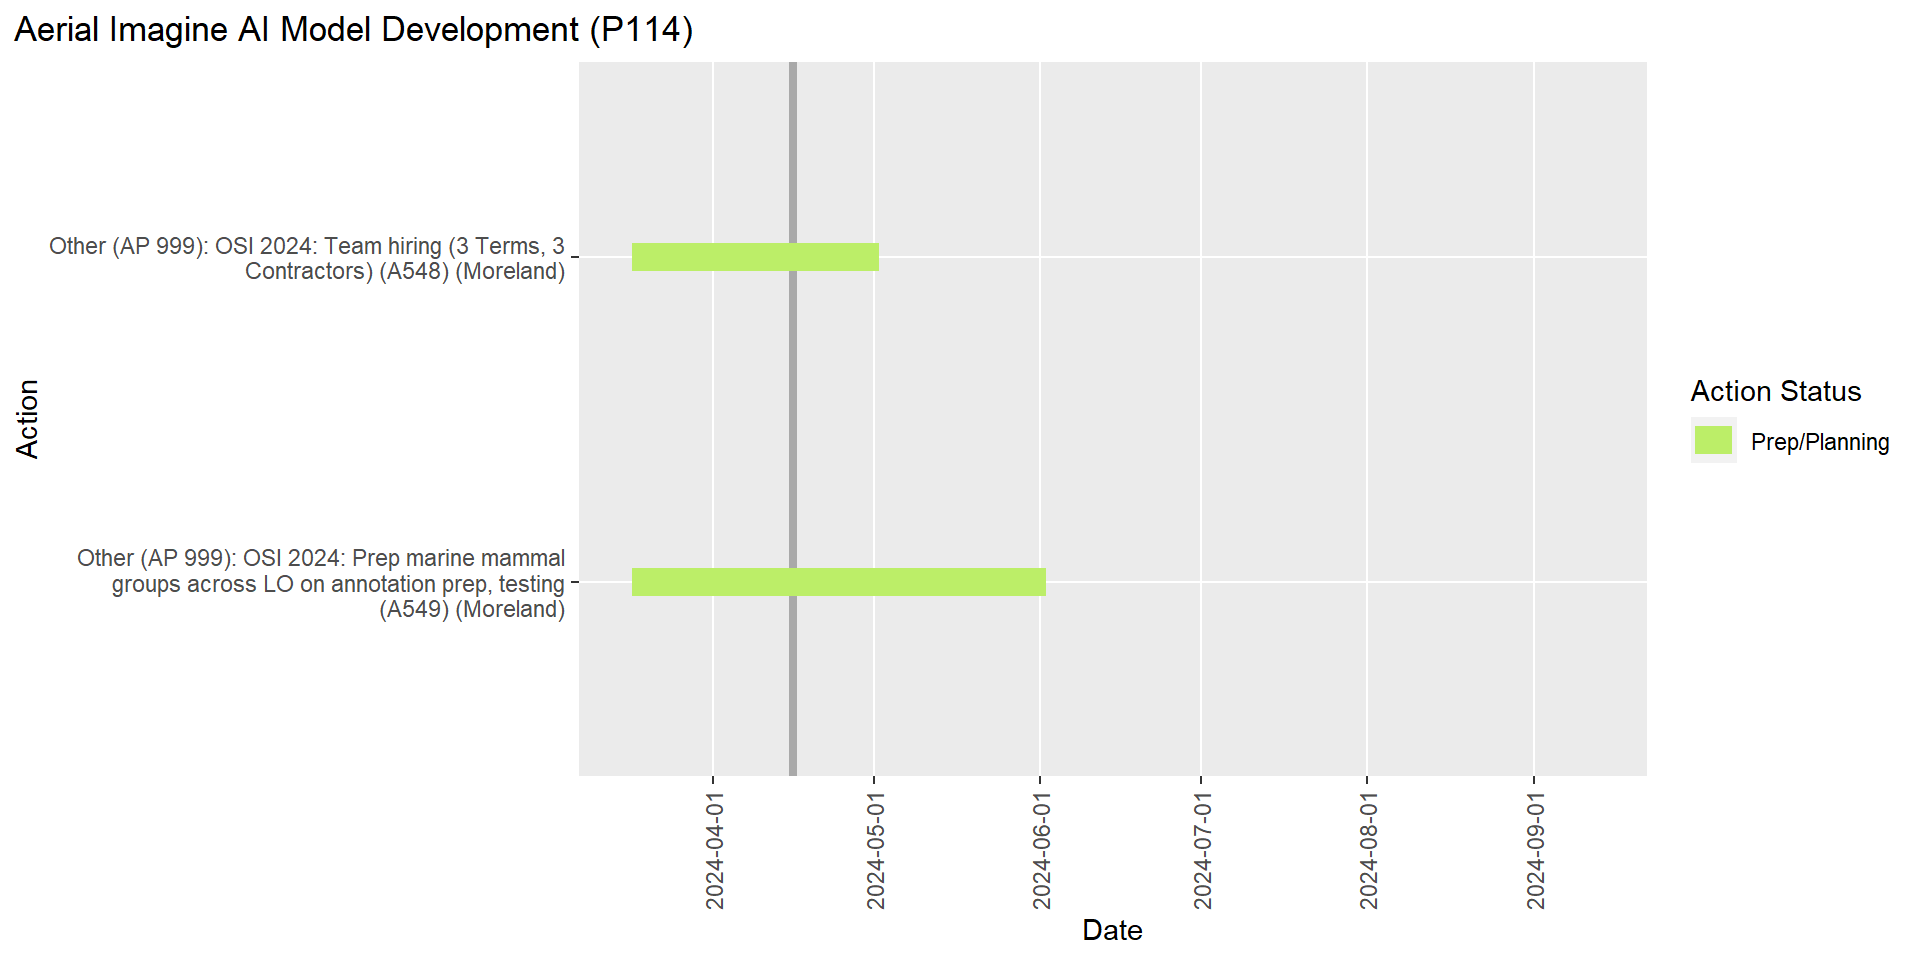 Aerial Imagine AI Model Development (P114)
Other (AP 999): OSI 2024: Team hiring (3 Terms, 3
Contractors) (A548) (Moreland)
Other (AP 999): OSI 2024: Prep marine mammal
groups across LO on annotation prep, testing
(A549) (Moreland)
Action
Action Status
Prep/Planning
2024-04-01
2024-05-01
2024-06-01
2024-07-01
2024-08-01
2024-09-01
Date